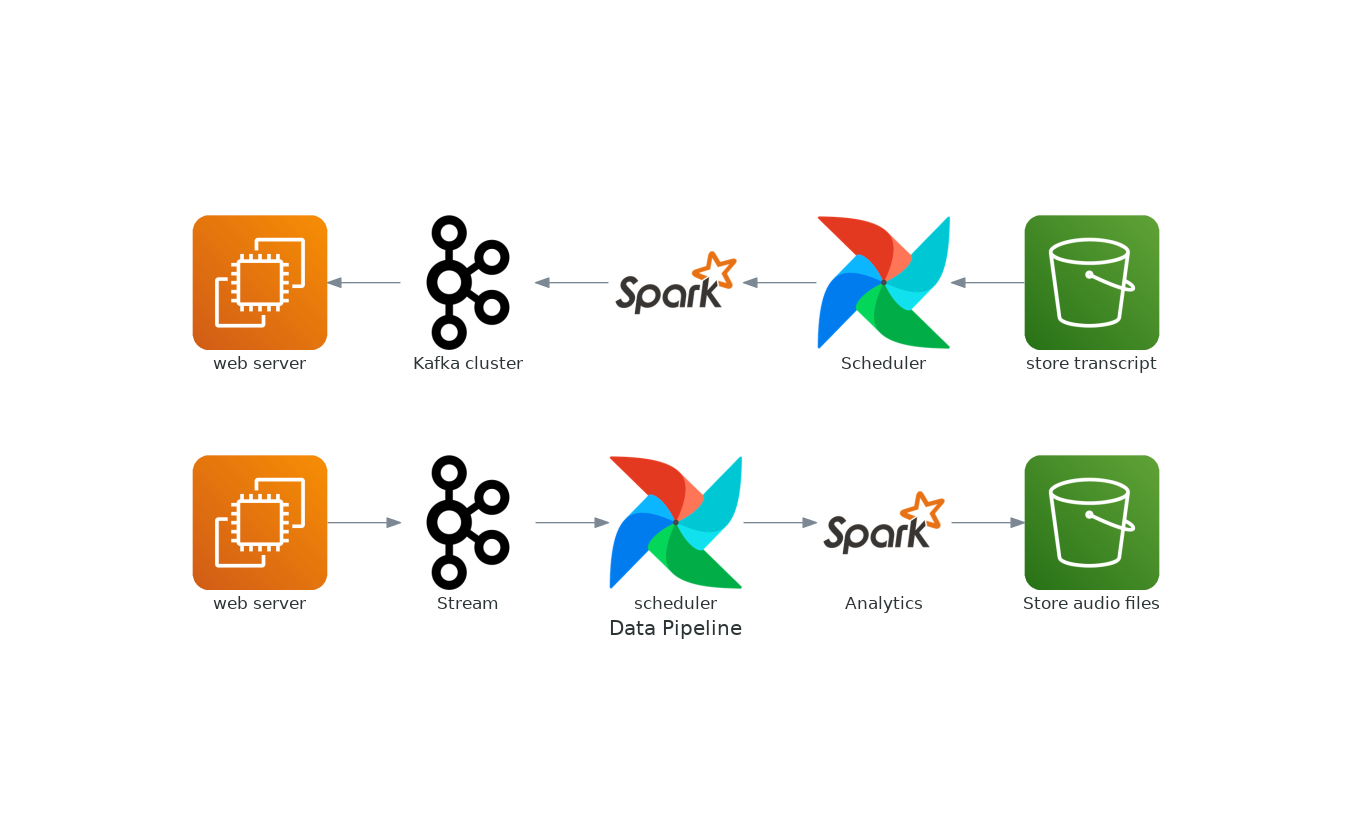 Spark
web server
Kafka cluster
Scheduler
store transcript
Spark
web server
Stream
scheduler
Analytics
Store audio files
Data Pipeline